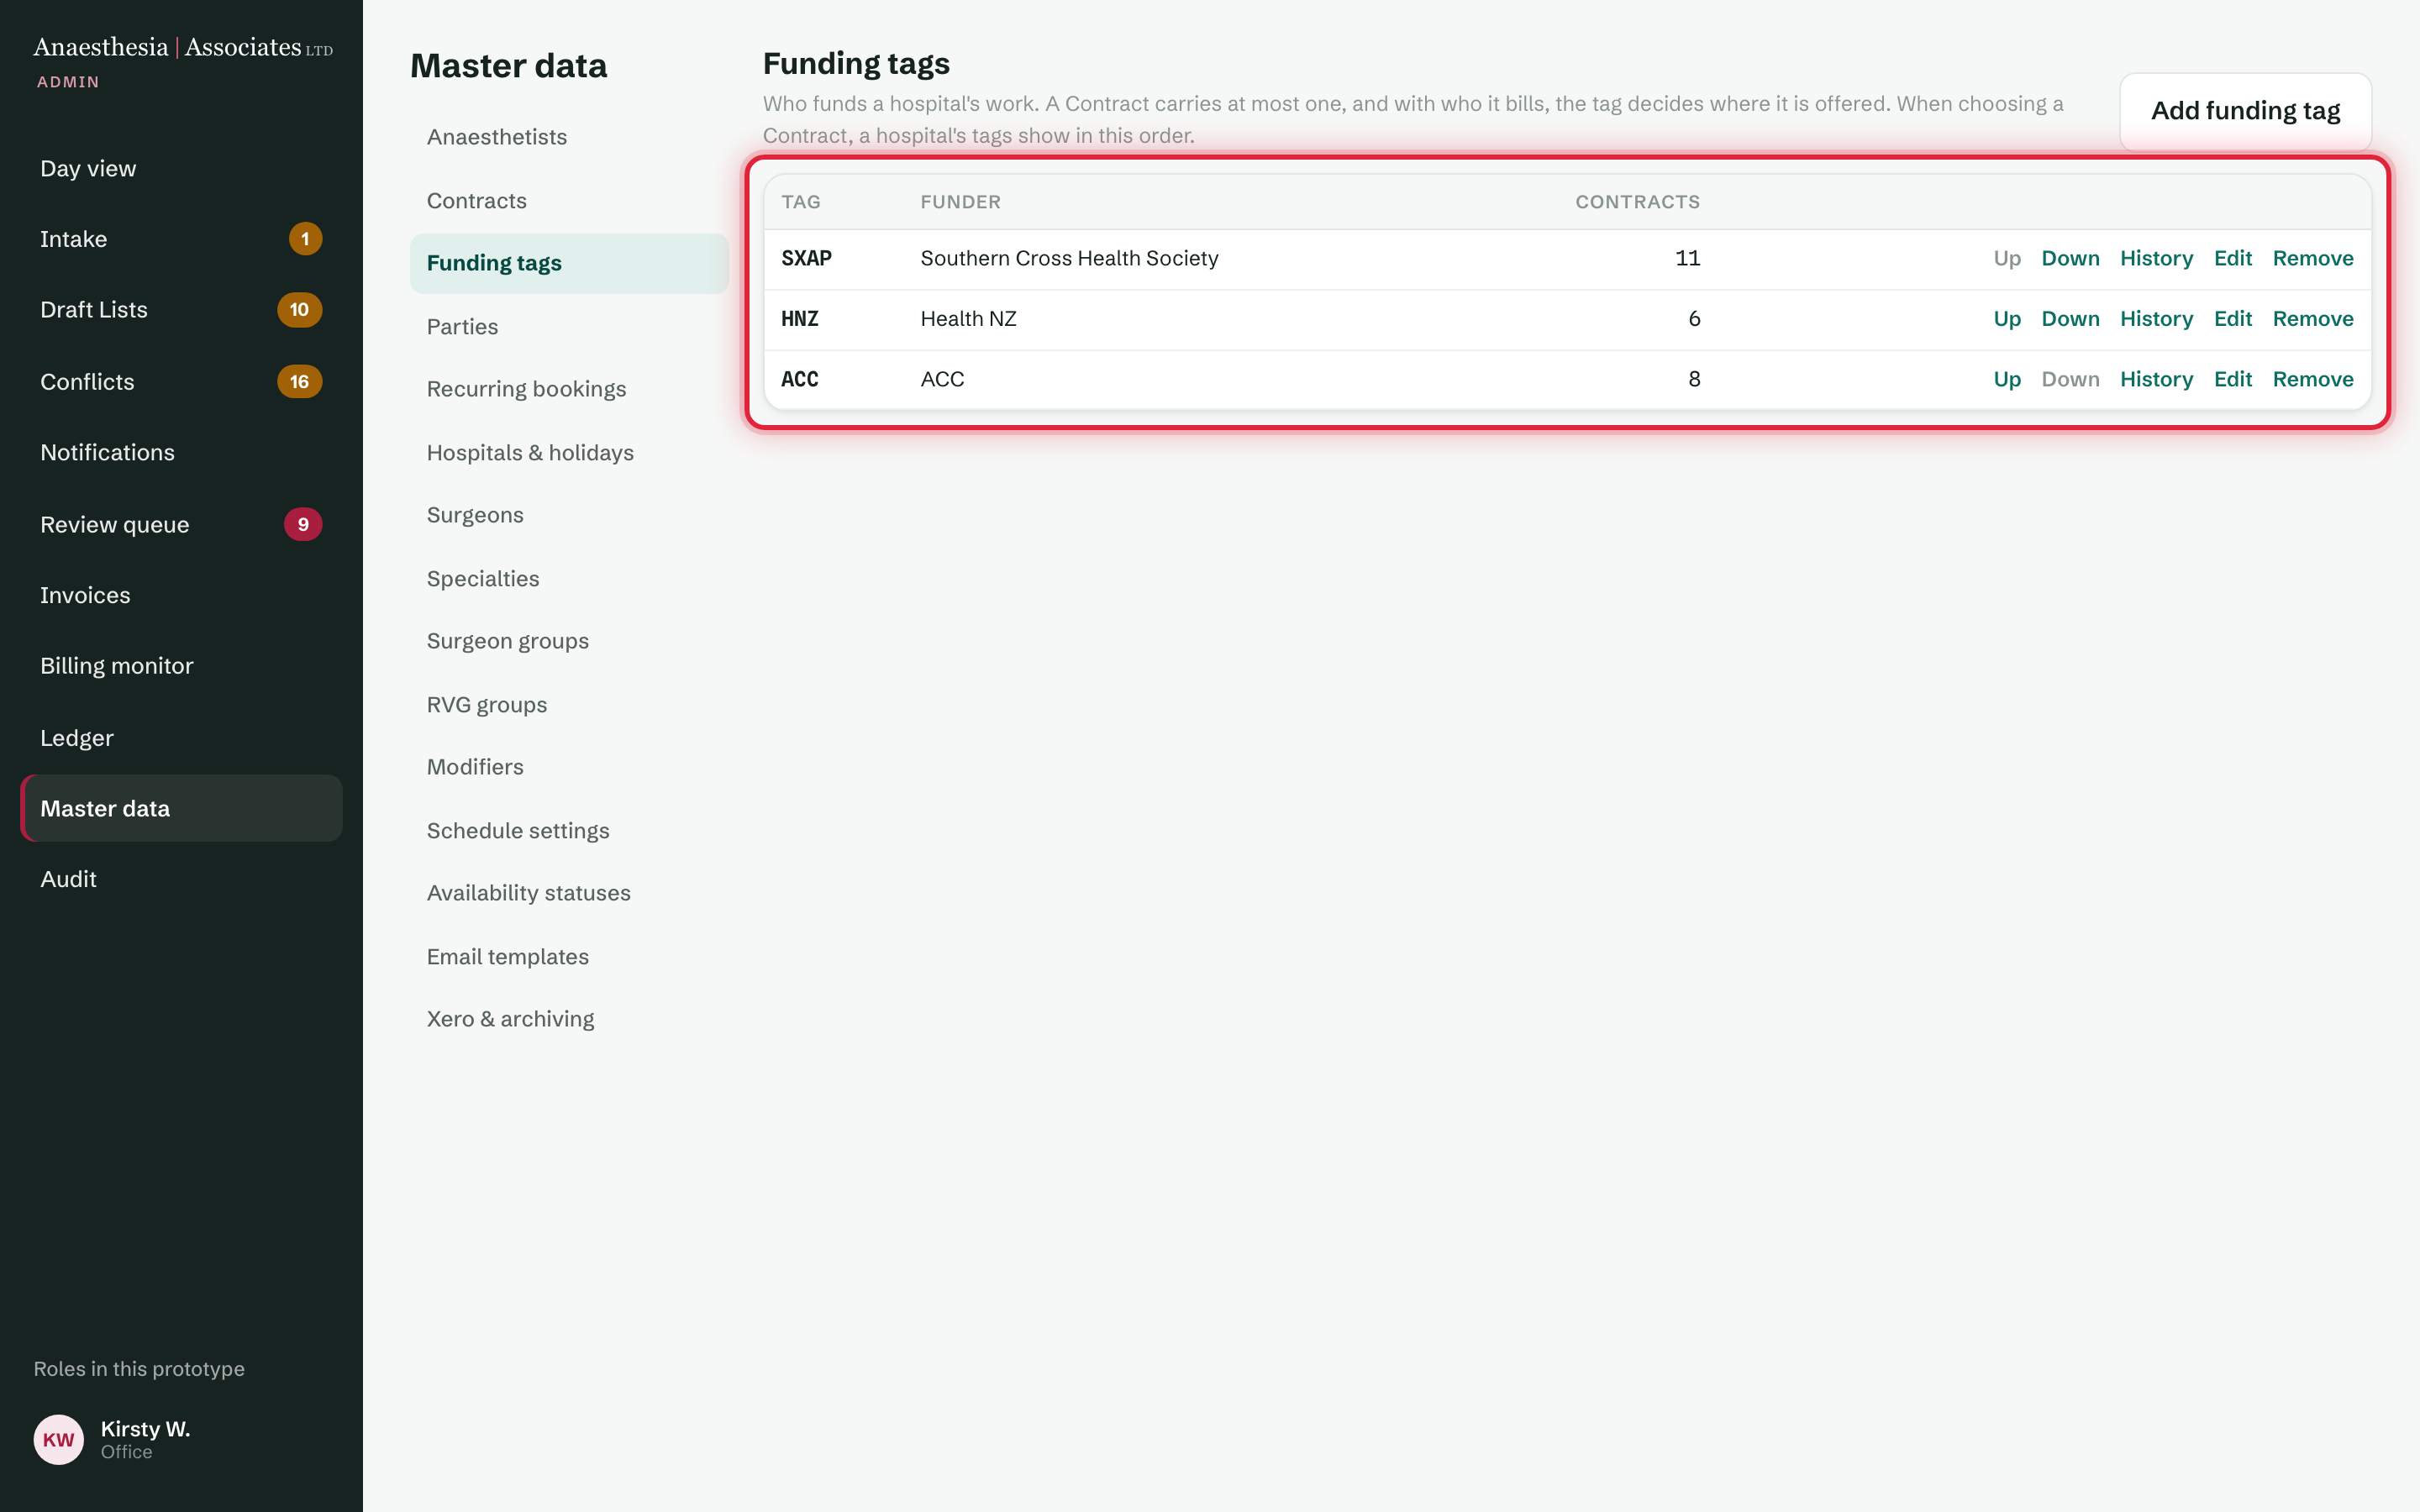 Anaesthesia | Associates LTD
ADMIN
Day view
Intake 1
Draft Lists 10
Conflicts 16
Notifications
Review queue 9
Invoices
Billing monitor
Ledger
Master data
Audit
Roles in this prototype
KW
Kirsty W.
Office
Master data
Anaesthetists
Contracts
Funding tags
Parties
Recurring bookings
Hospitals & holidays
Surgeons
Specialties
Surgeon groups
RVG groups
Modifiers
Schedule settings
Availability statuses
Email templates
Xero & archiving
Funding tags
Who funds a hospital's work. A Contract carries at most one, and with who it bills, the tag decides where it is offered. When choosing a
Contract, a hospital's tags show in this order.
Add funding tag
TAG FUNDER CONTRACTS
SXAP Southern Cross Health Society 11 Up Down History Edit Remove
HNZ Health NZ 6 Up Down History Edit Remove
ACC ACC 8 Up Down History Edit Remove